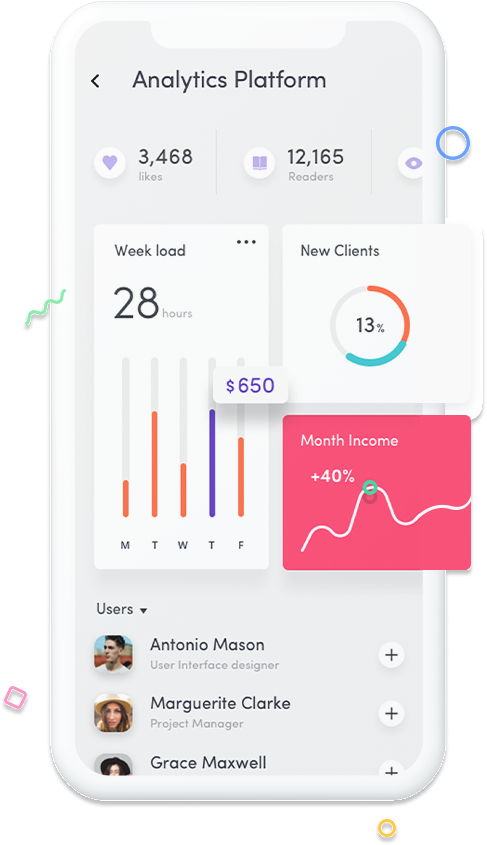 Analytics Platform
3,468
likes
12,165
Readers
Week load
28 hours
New Clients
13%
$650
Month Income
+40%
M T W T F
Users
Antonio Mason
User Interface designer
Marguerite Clarke
Project Manager
Grace Maxwell